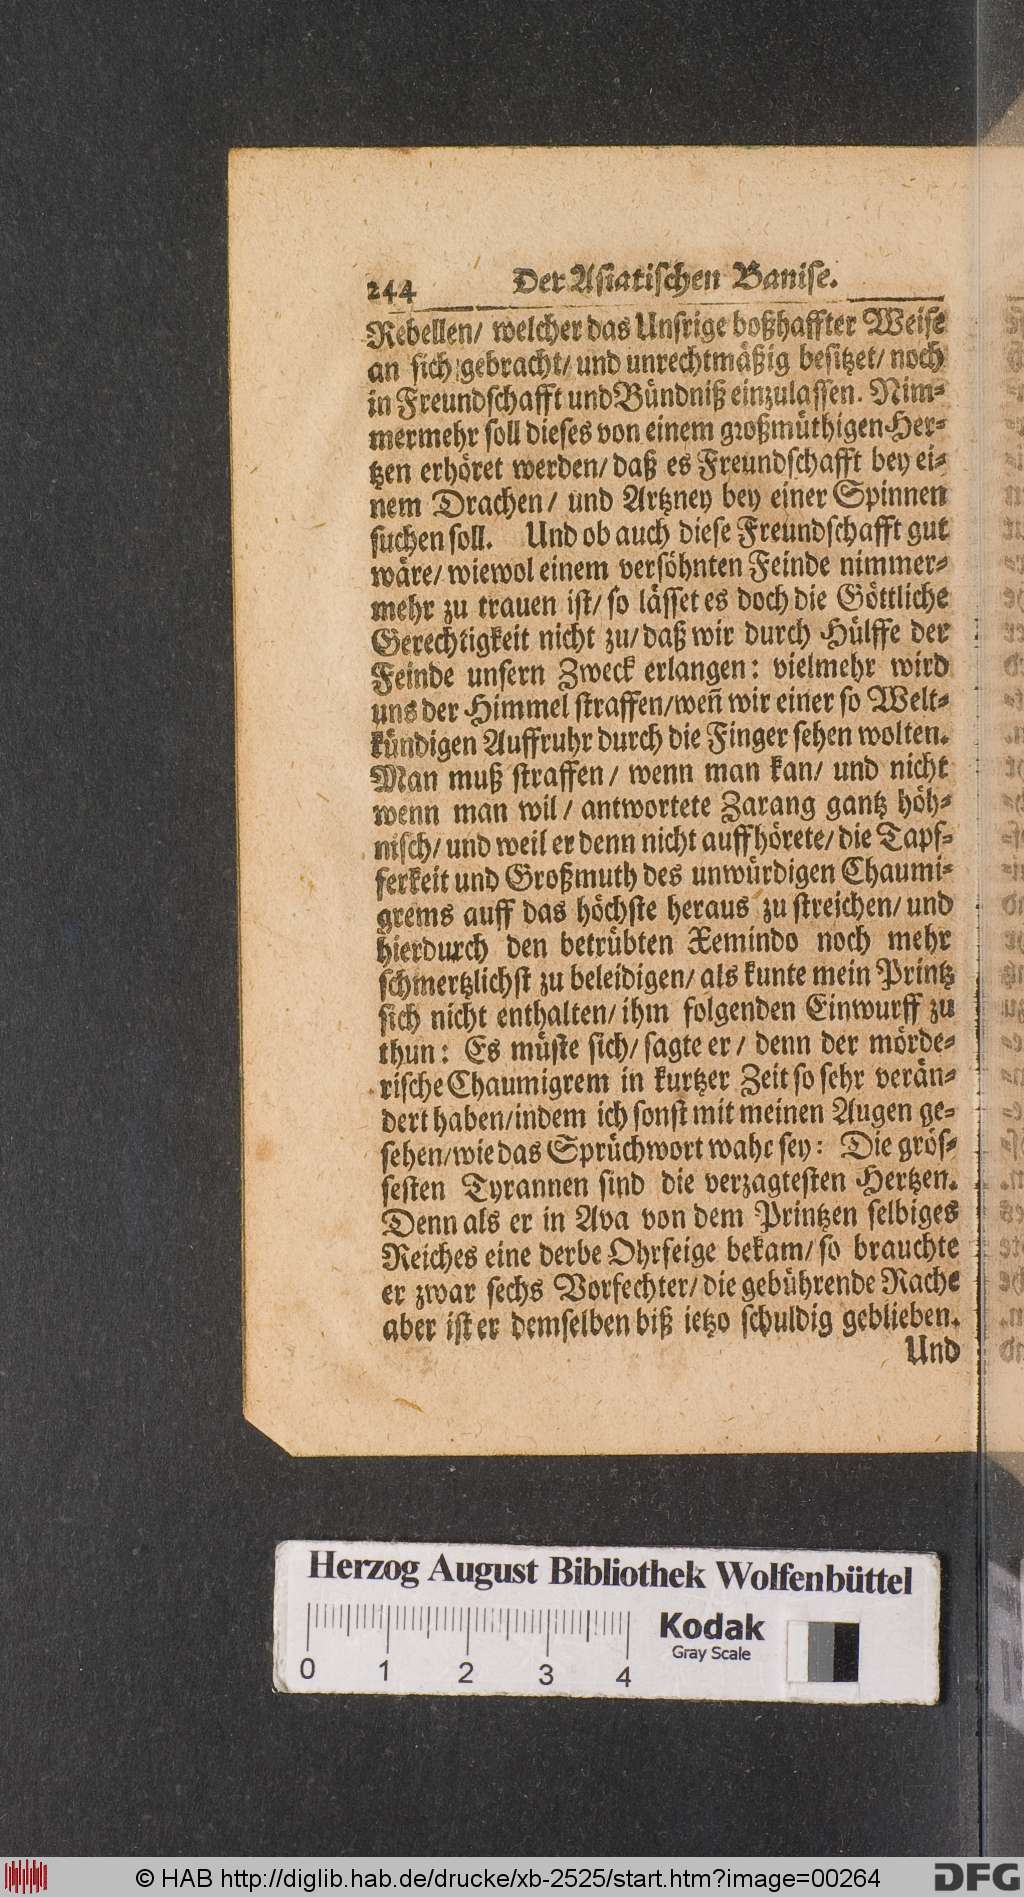 244 Der Asiatischen Banise.
Rebellen/ welcher das Unsrige boßhaffter Weise
an sich gebracht/ und unrechtmäßig besitzet/ noch
in Freundschafft und Bündniß einzulassen. Nim-
mermehr soll dieses von einem großmüthigen Her-
tzen erhöret werden/ daß es Freundschafft bey ei-
nem Drachen/ und Artzney bey einer Spinnen
suchen soll. Und ob auch diese Freundschafft gut
wäre/ wiewol einem versöhnten Feinde nimmer-
mehr zu trauen ist/ so lässet es doch die Göttliche
Gerechtigkeit nicht zu/ daß wir durch Hülffe der
Feinde unsern Zweck erlangen: vielmehr wird
uns der Himmel straffen/ weñ wir einer so Welt-
kündigen Auffruhr durch die Finger sehen wolten.
Man muß straffen/ wenn man kan/ und nicht
wenn man wil/ antwortete Zarang gantz höh-
nisch/ und weil er denn nicht auffhörete/ die Tapf-
ferkeit und Großmuth des unwürdigen Chaumi-
grems auff das höchste heraus zu streichen/ und
hierdurch den betrübten Xemindo noch mehr
schmertzlichst zu beleidigen/ als kunte mein Printz
sich nicht enthalten/ ihm folgenden Einwurff zu
thun: Es müste sich/ sagte er/ denn der mörde-
rische Chaumigrem in kurtzer Zeit so sehr verän-
dert haben/ indem ich sonst mit meinen Augen ge-
sehen/ wie das Sprüchwort wahr sey: Die grös-
sesten Tyrannen sind die verzagtesten Hertzen.
Denn als er in Ava von dem Printzen selbiges
Reiches eine derbe Ohrfeige bekam/ so brauchte
er zwar sechs Vorfechter/ die gebührende Rache
aber ist er demselben biß ietzo schuldig geblieben.
Und
Herzog August Bibliothek Wolfenbüttel
Kodak
Gray Scale
0 1 2 3 4
© HAB http://diglib.hab.de/drucke/xb-2525/start.htm?image=00264
DFG